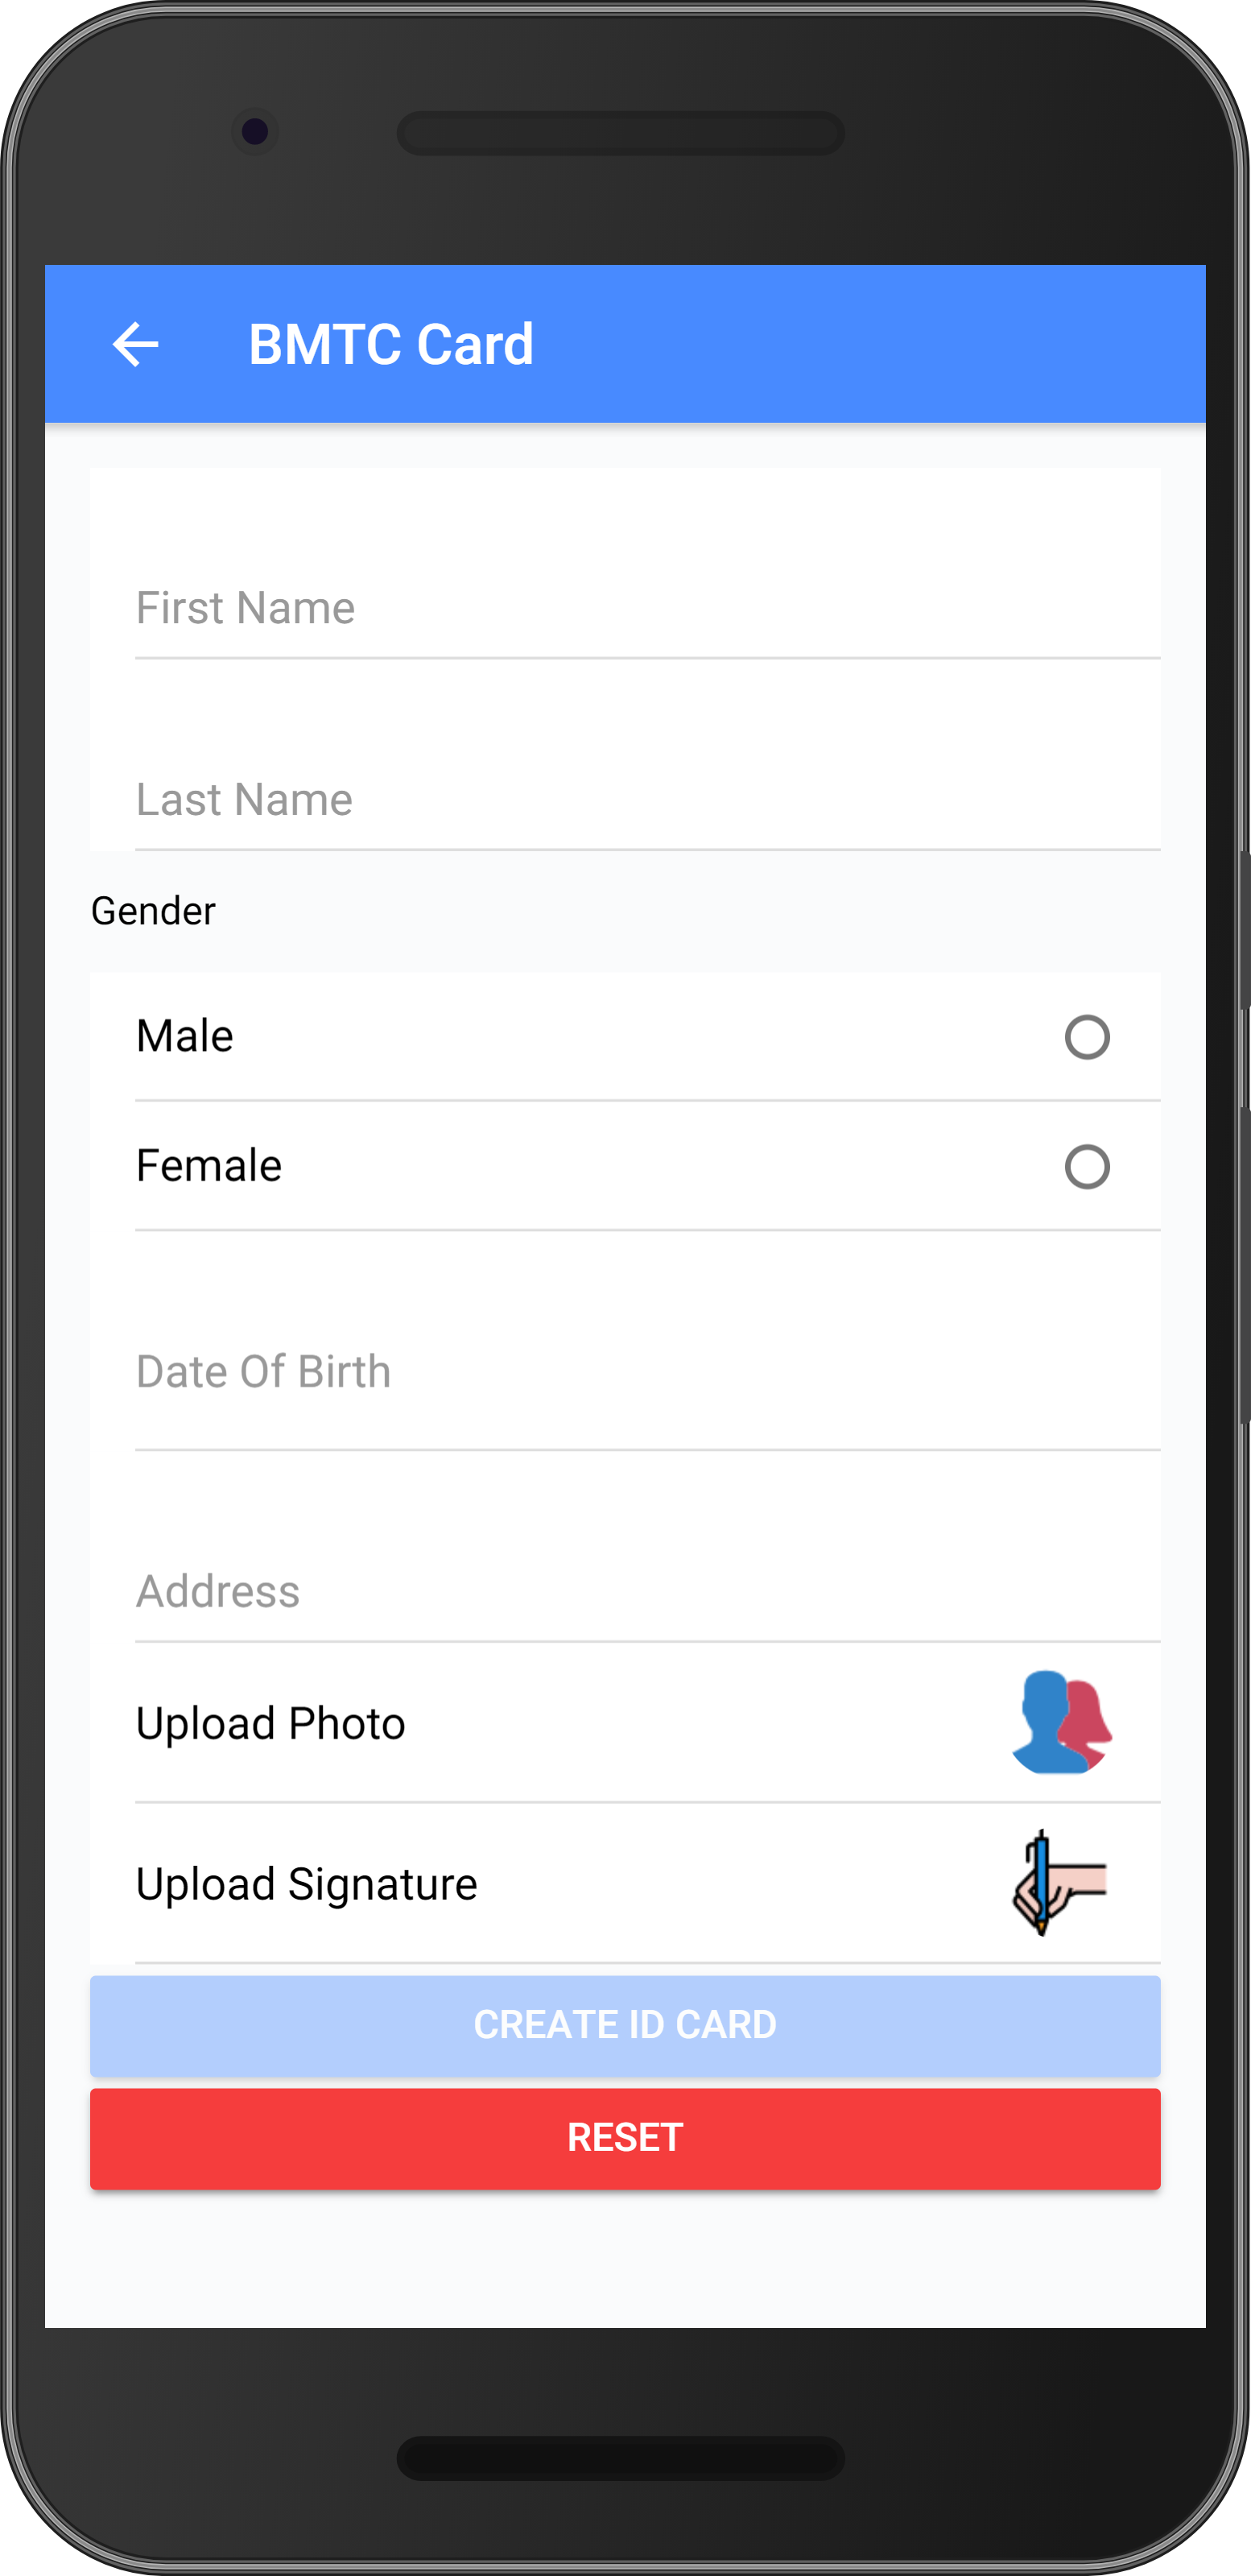 BMTC Card
First Name
Last Name
Gender
Male
Female
Date Of Birth
Address
Upload Photo
Upload Signature
CREATE ID CARD
RESET